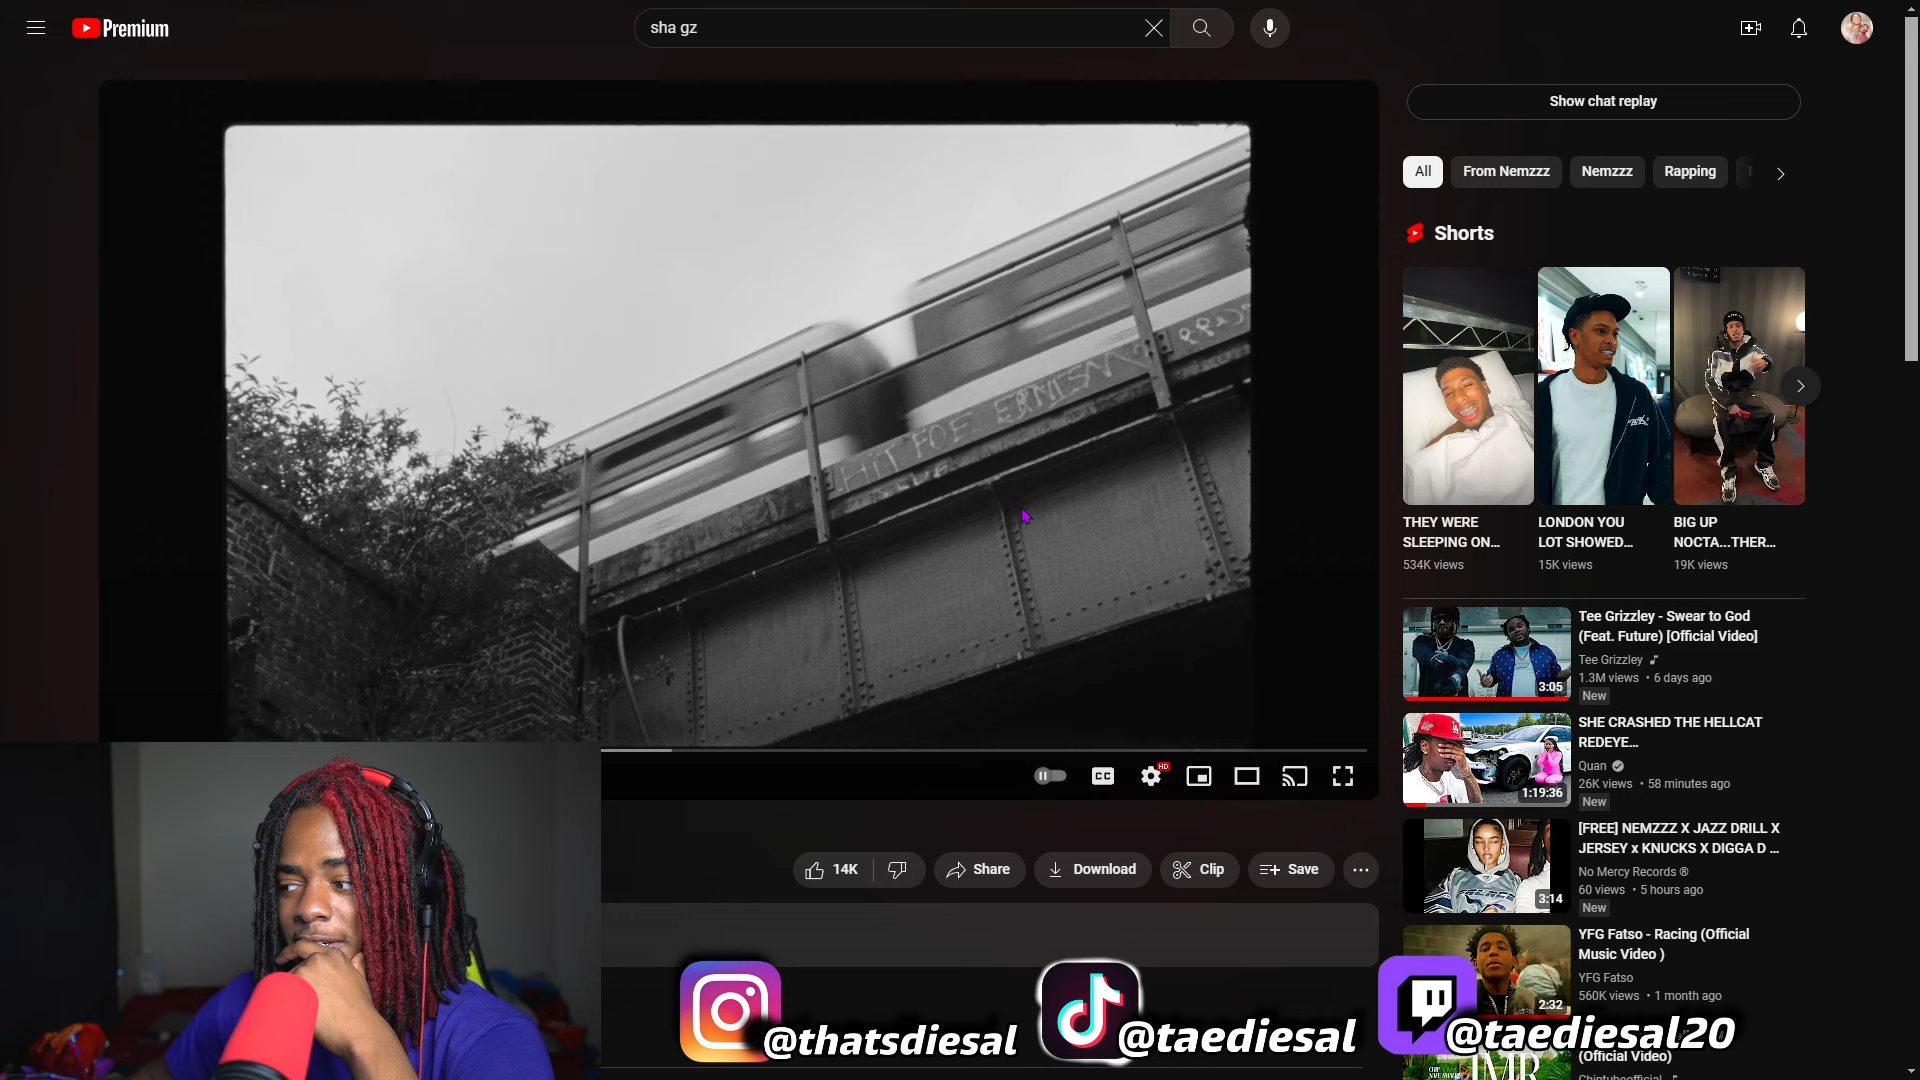 Premium
sha gz
Show chat replay
All
From Nemzzz
Nemzzz
Rapping
Shorts
THEY WERE
SLEEPING ON...
534K views
LONDON YOU
LOT SHOWED...
15K views
BIG UP
NOCTA...THER...
19K views
HIT FOE ERNIESAN
3:05
Tee Grizzley - Swear to God
(Feat. Future) [Official Video]
Tee Grizzley
1.3M views • 6 days ago
New
1:19:36
SHE CRASHED THE HELLCAT
REDEYE...
Quan
26K views • 58 minutes ago
New
CC
HD
3:14
[FREE] NEMZZZ X JAZZ DRILL X
JERSEY x KNUCKS X DIGGA D ...
No Mercy Records ®
60 views • 5 hours ago
New
14K
Share
Download
Clip
Save
2:32
YFG Fatso - Racing (Official
Music Video )
YFG Fatso
560K views • 1 month ago
@thatsdiesal
@taediesal
@taediesal20
(Official Video)
Chiptubeofficial